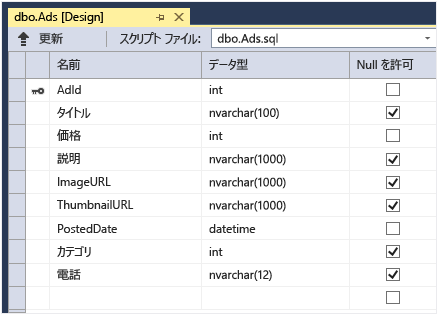 dbo.Ads [Design]
更新 スクリプト ファイル: dbo.Ads.sql
名前 データ型 Null を許可
AdId int
タイトル nvarchar(100)
価格 int
説明 nvarchar(1000)
ImageURL nvarchar(1000)
ThumbnailURL nvarchar(1000)
PostedDate datetime
カテゴリ int
電話 nvarchar(12)